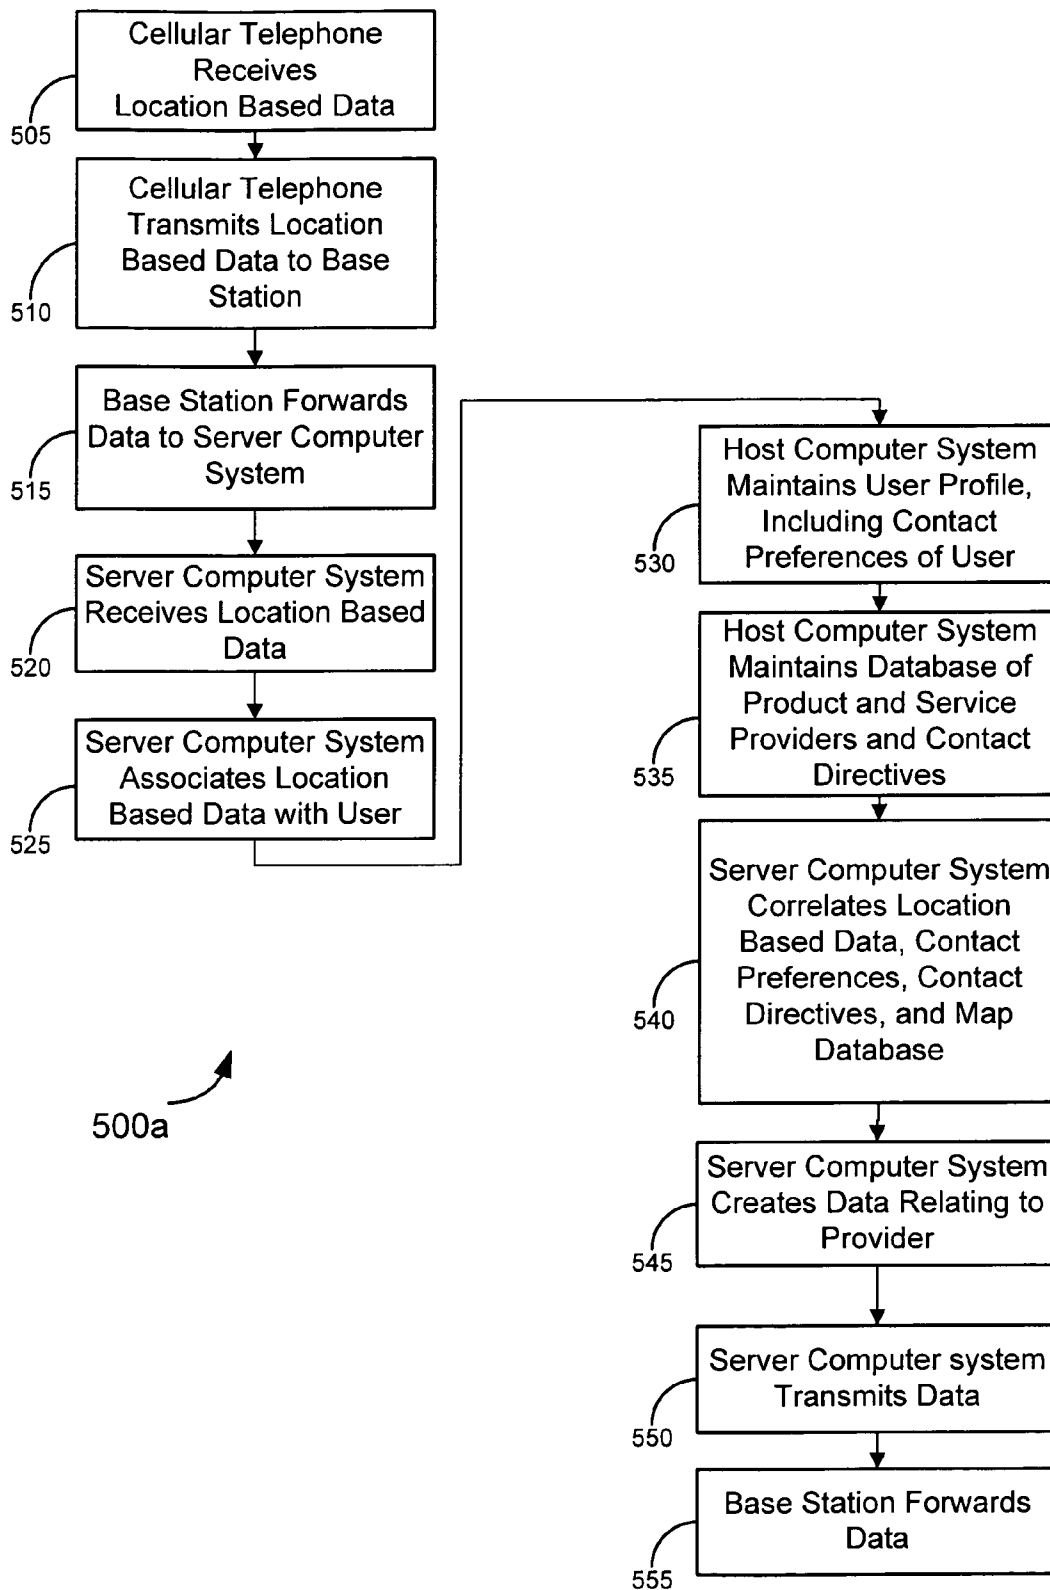 Cellular Telephone
Receives
Location Based Data
505
Cellular Telephone
Transmits Location
Based Data to Base
Station
510
Base Station Forwards
Data to Server Computer
System
515
Server Computer System
Receives Location Based
Data
520
Server Computer System
Associates Location
Based Data with User
525
Host Computer System
Maintains User Profile,
Including Contact
Preferences of User
530
Host Computer System
Maintains Database of
Product and Service
Providers and Contact
Directives
535
Server Computer System
Correlates Location
Based Data, Contact
Preferences, Contact
Directives, and Map
Database
540
Server Computer System
Creates Data Relating to
Provider
545
Server Computer system
Transmits Data
550
Base Station Forwards
Data
555
500a